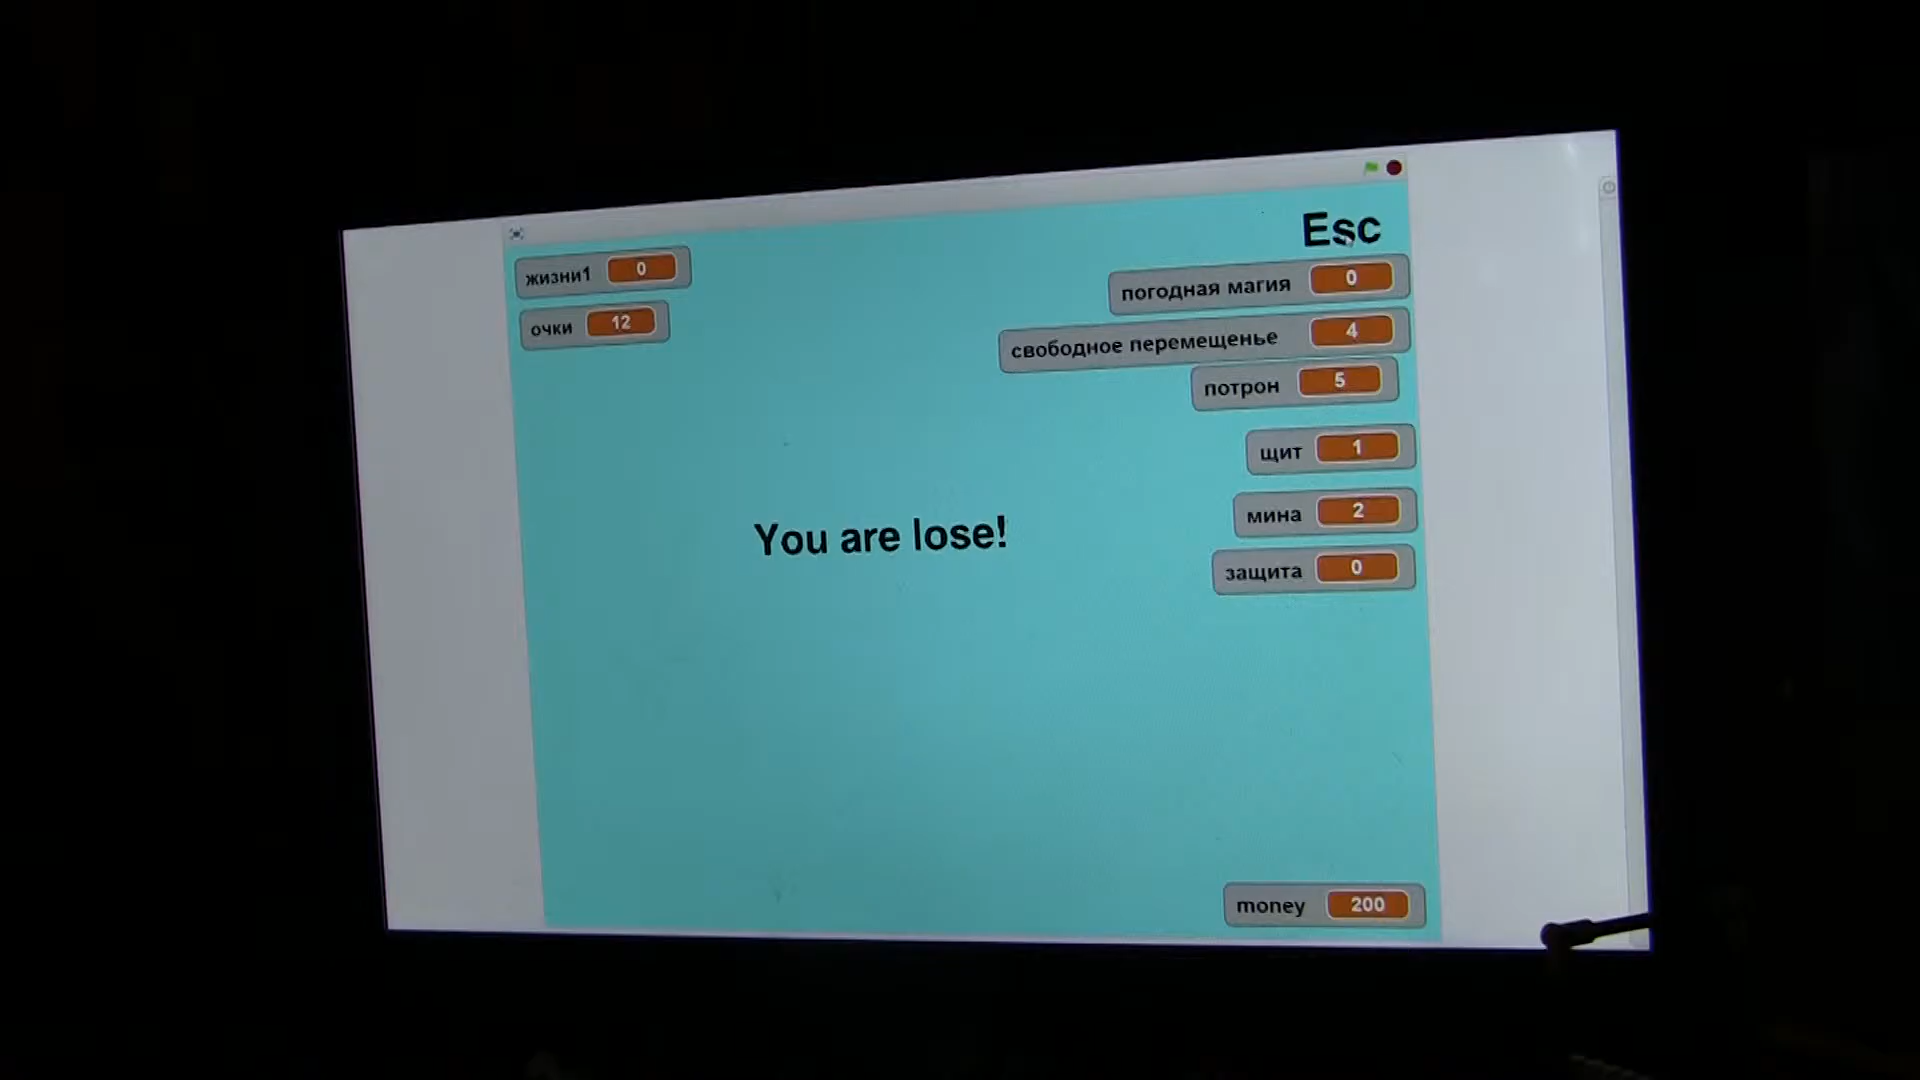 Esc
жизни1 0
погодная магия 0
очки 12
свободное перемещенье 4
потрон 5
щит 1
мина 2
You are lose!
защита 0
money 200